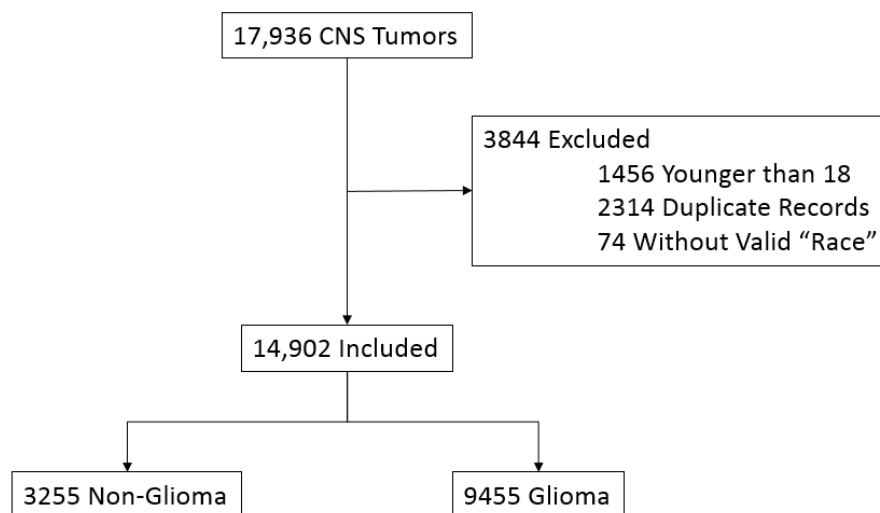 17,936 CNS Tumors
3844 Excluded
1456 Younger than 18
2314 Duplicate Records
74 Without Valid “Race”
14,902 Included
3255 Non-Glioma
9455 Glioma